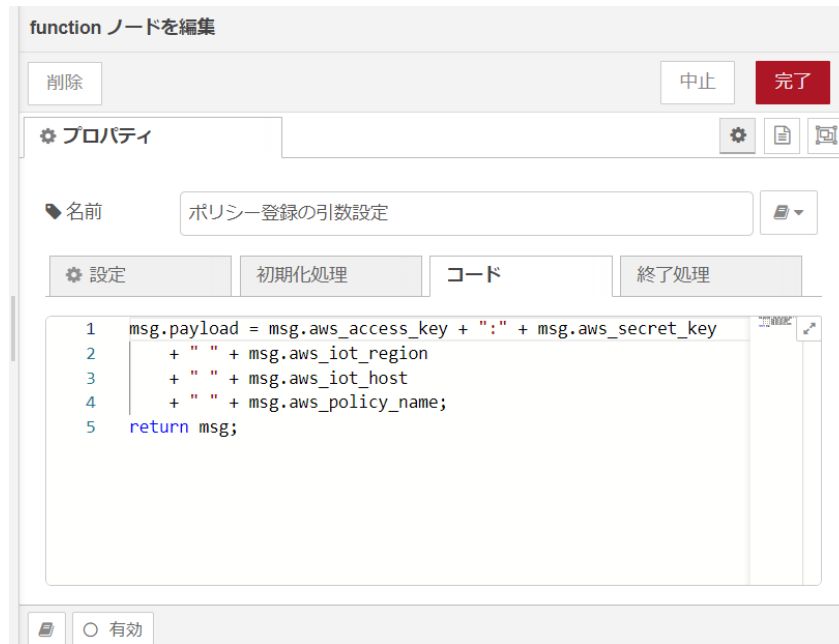 function ノードを編集
削除
中止
完了
プロパティ
名前
ポリシー登録の引数設定
設定
初期化処理
コード
終了処理
1 msg.payload = msg.aws_access_key + ":" + msg.aws_secret_key
2 + " " + msg.aws_iot_region
3 + " " + msg.aws_iot_host
4 + " " + msg.aws_policy_name;
5 return msg;
有効